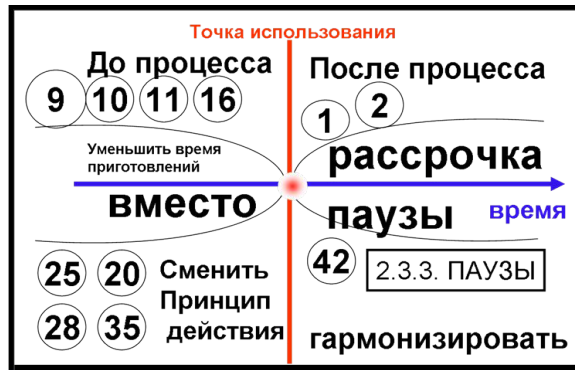 Точка использования
До процесса
9 10 11 16
Уменьшить время
приготовлений
вместо
25 20
28 35
Сменить
Принцип
действия
После процесса
1 2
рассрочка
паузы
время
42
2.3.3. ПАУЗЫ
гармонизировать